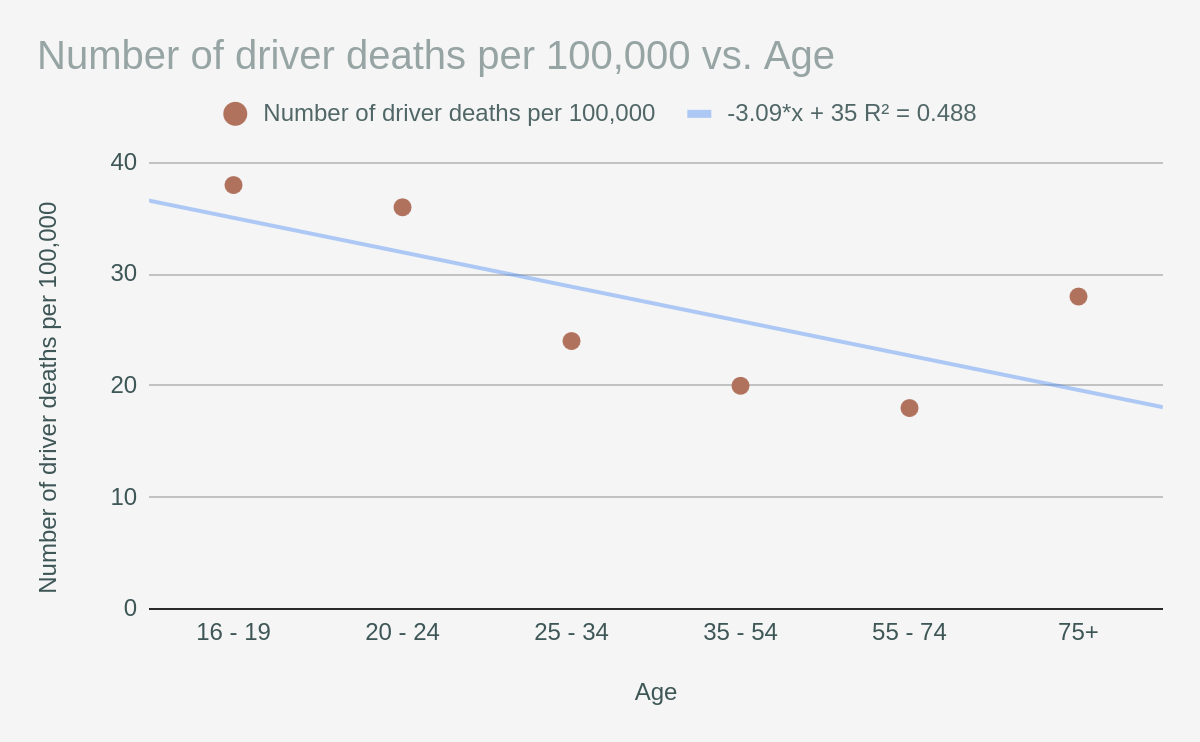 Number of driver deaths per 100,000 vs. Age
Number of driver deaths per 100,000 -3.09*x + 35 R² = 0.488
Number of driver deaths per 100,000
40
30
20
10
0
16 - 19 20 - 24 25 - 34 35 - 54 55 - 74 75+
Age